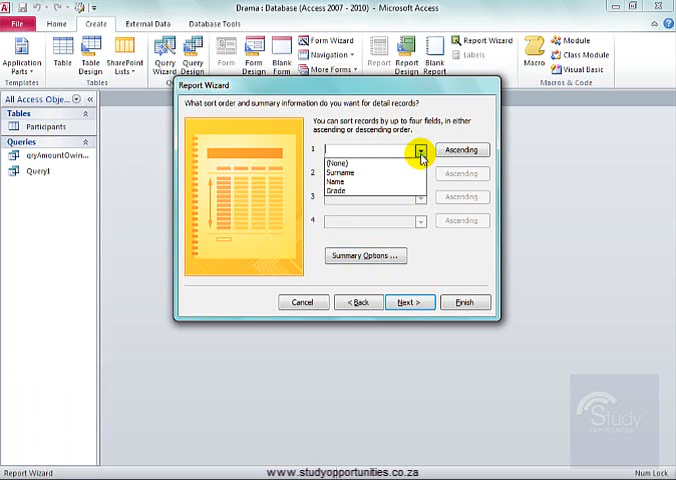 Drama : Database (Access 2007 - 2010) - Microsoft Access
File Home Create External Data Database Tools
Application Parts
Table
Table Design
SharePoint Lists
Query Wizard
Query Design
Form
Form Design
Blank Form
Form Wizard
Navigation
More Forms
Report
Report Design
Blank Report
Report Wizard
Labels
Macro
Module
Class Module
Visual Basic
Templates
Tables
Macros & Code
All Access Obje...
Tables
Participants
Queries
qryAmountOwin...
Query1
Report Wizard
What sort order and summary information do you want for detail records?
You can sort records by up to four fields, in either
ascending or descending order.
1 Ascending
(None)
Surname
Name
Grade
2 Ascending
3 Ascending
4 Ascending
Summary Options ...
Cancel < Back Next > Finish
Study
Report Wizard
www.studyopportunities.co.za
Num Lock